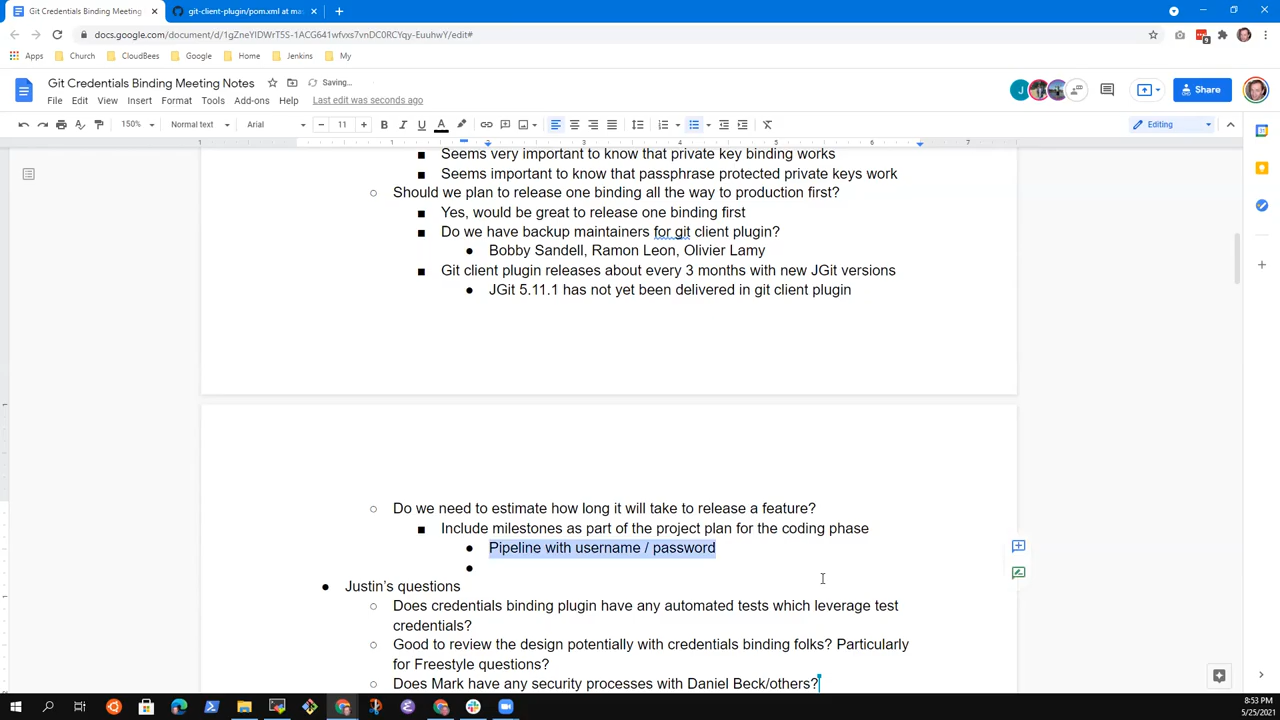 Git Credentials Binding Meeting
git-client-plugin/pom.xml at ma
docs.google.com/document/d/1gZneYIDWrT5S-1ACG641wfvxs7vnDC0RCYqy-EuuhwY/edit#
Apps Church CloudBees Google Home Jenkins My
Git Credentials Binding Meeting Notes Saving...
File Edit View Insert Format Tools Add-ons Help Last edit was seconds ago
Share
150% Normal text Arial 11 Editing
1 1 2 3 4 5 6 7
Seems very important to know that private key binding works
Seems important to know that passphrase protected private keys work
Should we plan to release one binding all the way to production first?
Yes, would be great to release one binding first
Do we have backup maintainers for git client plugin?
Bobby Sandell, Ramon Leon, Olivier Lamy
Git client plugin releases about every 3 months with new JGit versions
JGit 5.11.1 has not yet been delivered in git client plugin
Do we need to estimate how long it will take to release a feature?
Include milestones as part of the project plan for the coding phase
Pipeline with username / password
Justin's questions
Does credentials binding plugin have any automated tests which leverage test
credentials?
Good to review the design potentially with credentials binding folks? Particularly
for Freestyle questions?
Does Mark have any security processes with Daniel Beck/others?
8:53 PM
5/25/2021